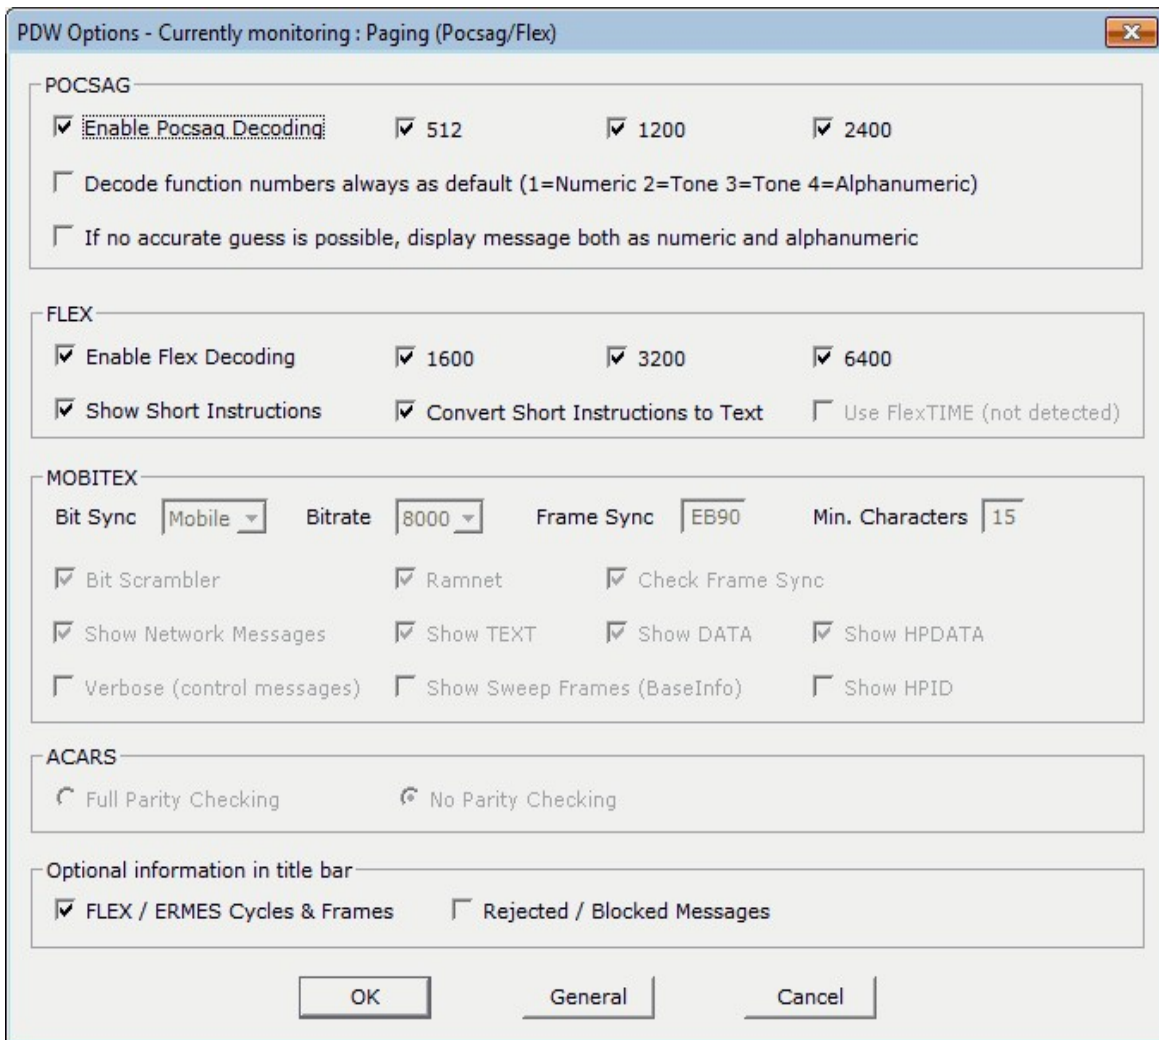 PDW Options - Currently monitoring : Paging (Pocsag/Flex)
POCSAG
Enable Pocsag Decoding 512 1200 2400
Decode function numbers always as default (1=Numeric 2=Tone 3=Tone 4=Alphanumeric)
If no accurate guess is possible, display message both as numeric and alphanumeric
FLEX
Enable Flex Decoding 1600 3200 6400
Show Short Instructions Convert Short Instructions to Text Use FlexTIME (not detected)
MOBITEX
Bit Sync Mobile Bitrate 8000 Frame Sync EB90 Min. Characters 15
Bit Scrambler Ramnet Check Frame Sync
Show Network Messages Show TEXT Show DATA Show HPDATA
Verbose (control messages) Show Sweep Frames (BaseInfo) Show HPID
ACARS
Full Parity Checking No Parity Checking
Optional information in title bar
FLEX / ERMES Cycles & Frames Rejected / Blocked Messages
OK General Cancel